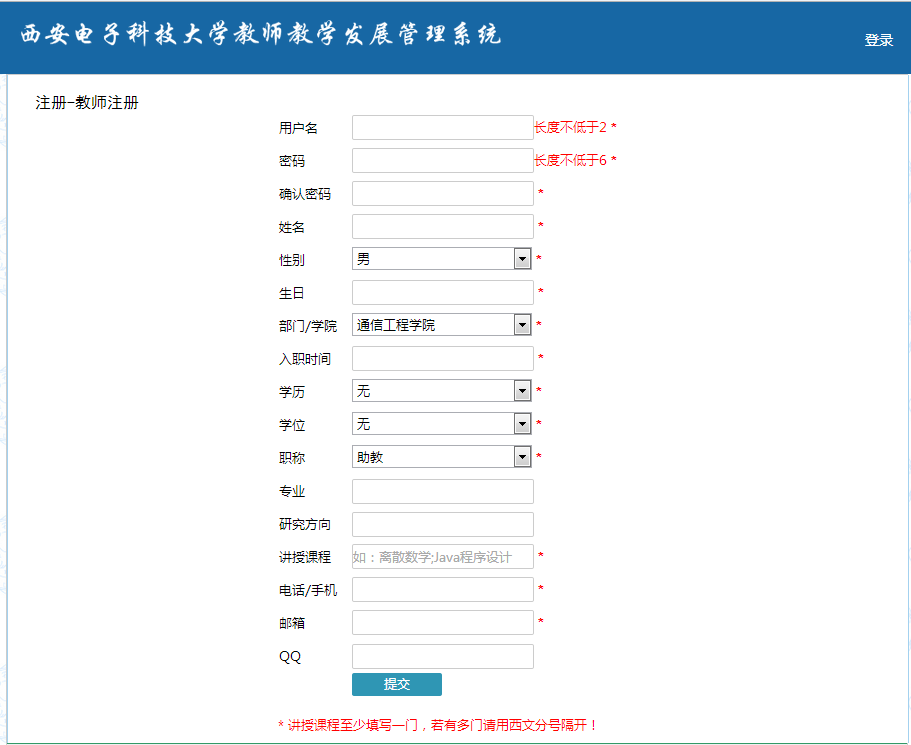 西安电子科技大学教师教学发展管理系统
登录
注册-教师注册
用户名 长度不低于2 *
密码 长度不低于6 *
确认密码 *
姓名 *
性别 男 *
生日 *
部门/学院 通信工程学院 *
入职时间 *
学历 无 *
学位 无 *
职称 助教 *
专业
研究方向
讲授课程 如：离散数学;Java程序设计 *
电话/手机 *
邮箱 *
QQ
提交
* 讲授课程至少填写一门，若有多门请用西文分号隔开！